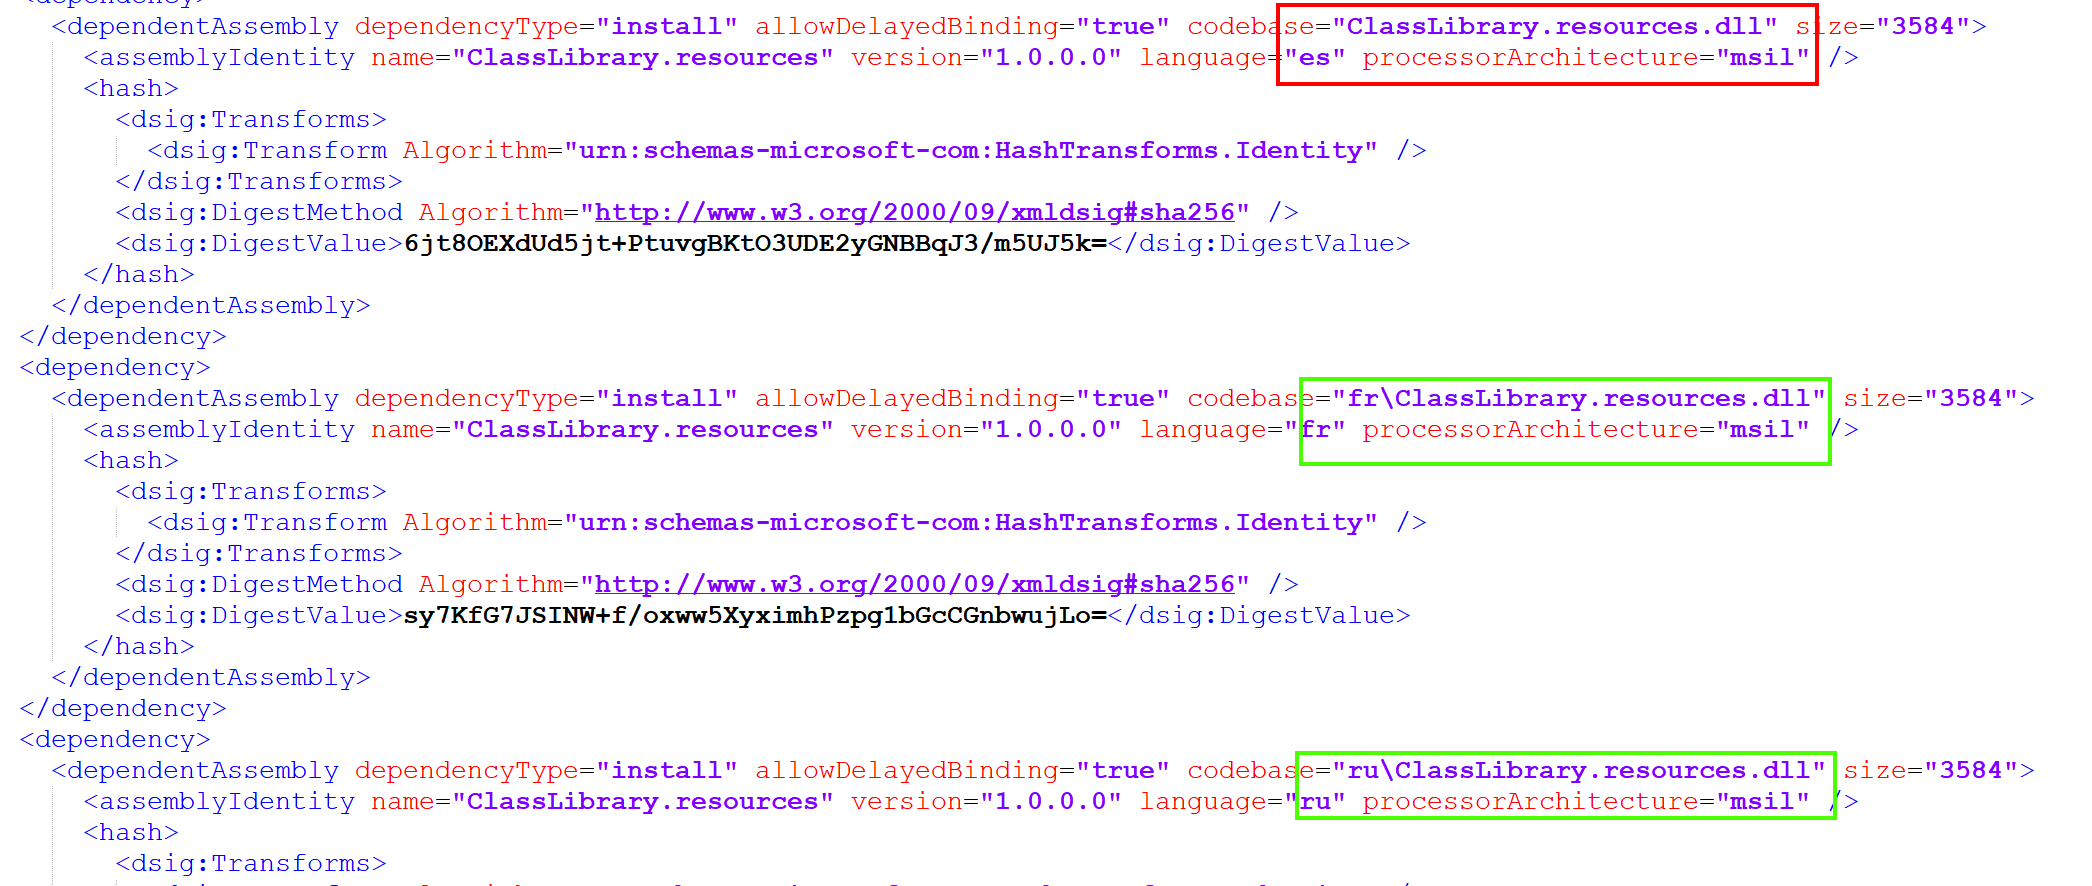 <dependency>
<dependentAssembly dependencyType="install" allowDelayedBinding="true" codebase="ClassLibrary.resources.dll" size="3584">
<assemblyIdentity name="ClassLibrary.resources" version="1.0.0.0" language="es" processorArchitecture="msil" />
<hash>
<dsig:Transforms>
<dsig:Transform Algorithm="urn:schemas-microsoft-com:HashTransforms.Identity" />
</dsig:Transforms>
<dsig:DigestMethod Algorithm="http://www.w3.org/2000/09/xmldsig#sha256" />
<dsig:DigestValue>6jt8OEXdUd5jt+PtuvgBKtO3UDE2yGNBBqJ3/m5UJ5k=</dsig:DigestValue>
</hash>
</dependentAssembly>
</dependency>
<dependency>
<dependentAssembly dependencyType="install" allowDelayedBinding="true" codebase="fr\ClassLibrary.resources.dll" size="3584">
<assemblyIdentity name="ClassLibrary.resources" version="1.0.0.0" language="fr" processorArchitecture="msil" />
<hash>
<dsig:Transforms>
<dsig:Transform Algorithm="urn:schemas-microsoft-com:HashTransforms.Identity" />
</dsig:Transforms>
<dsig:DigestMethod Algorithm="http://www.w3.org/2000/09/xmldsig#sha256" />
<dsig:DigestValue>sy7KfG7JSINW+f/oxww5XyximhPzpg1bGcCGnbwujLo=</dsig:DigestValue>
</hash>
</dependentAssembly>
</dependency>
<dependency>
<dependentAssembly dependencyType="install" allowDelayedBinding="true" codebase="ru\ClassLibrary.resources.dll" size="3584">
<assemblyIdentity name="ClassLibrary.resources" version="1.0.0.0" language="ru" processorArchitecture="msil" />
<hash>
<dsig:Transforms>